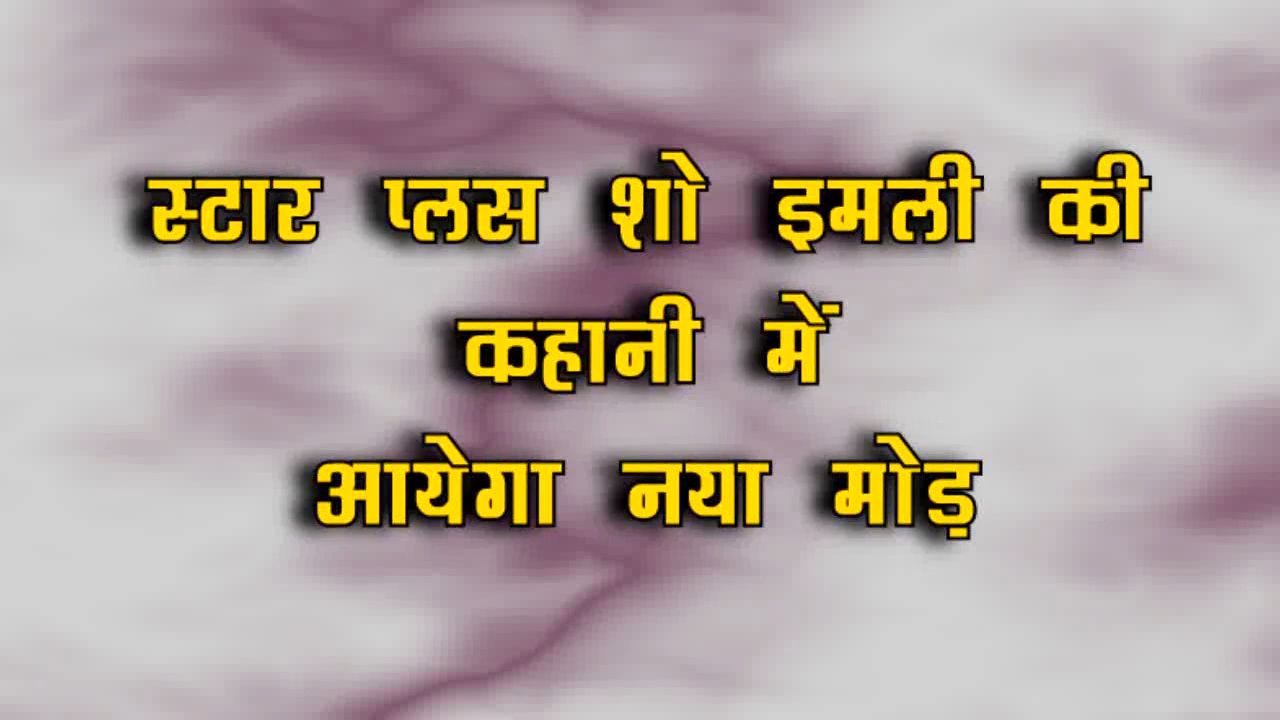 स्टार प्लस शो इमली की
कहानी में
आयेगा नया मोड़